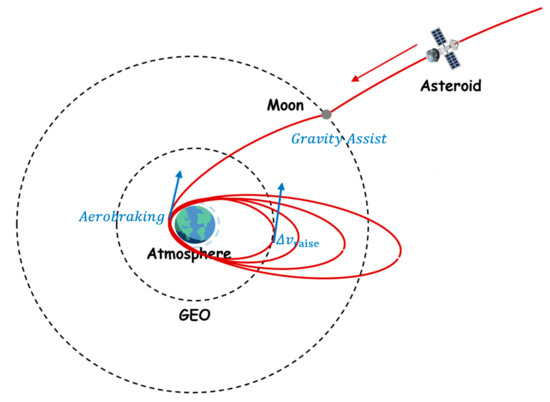 Asteroid
Moon
Gravity Assist
Aerobraking
Δv_raise
Atmosphere
GEO